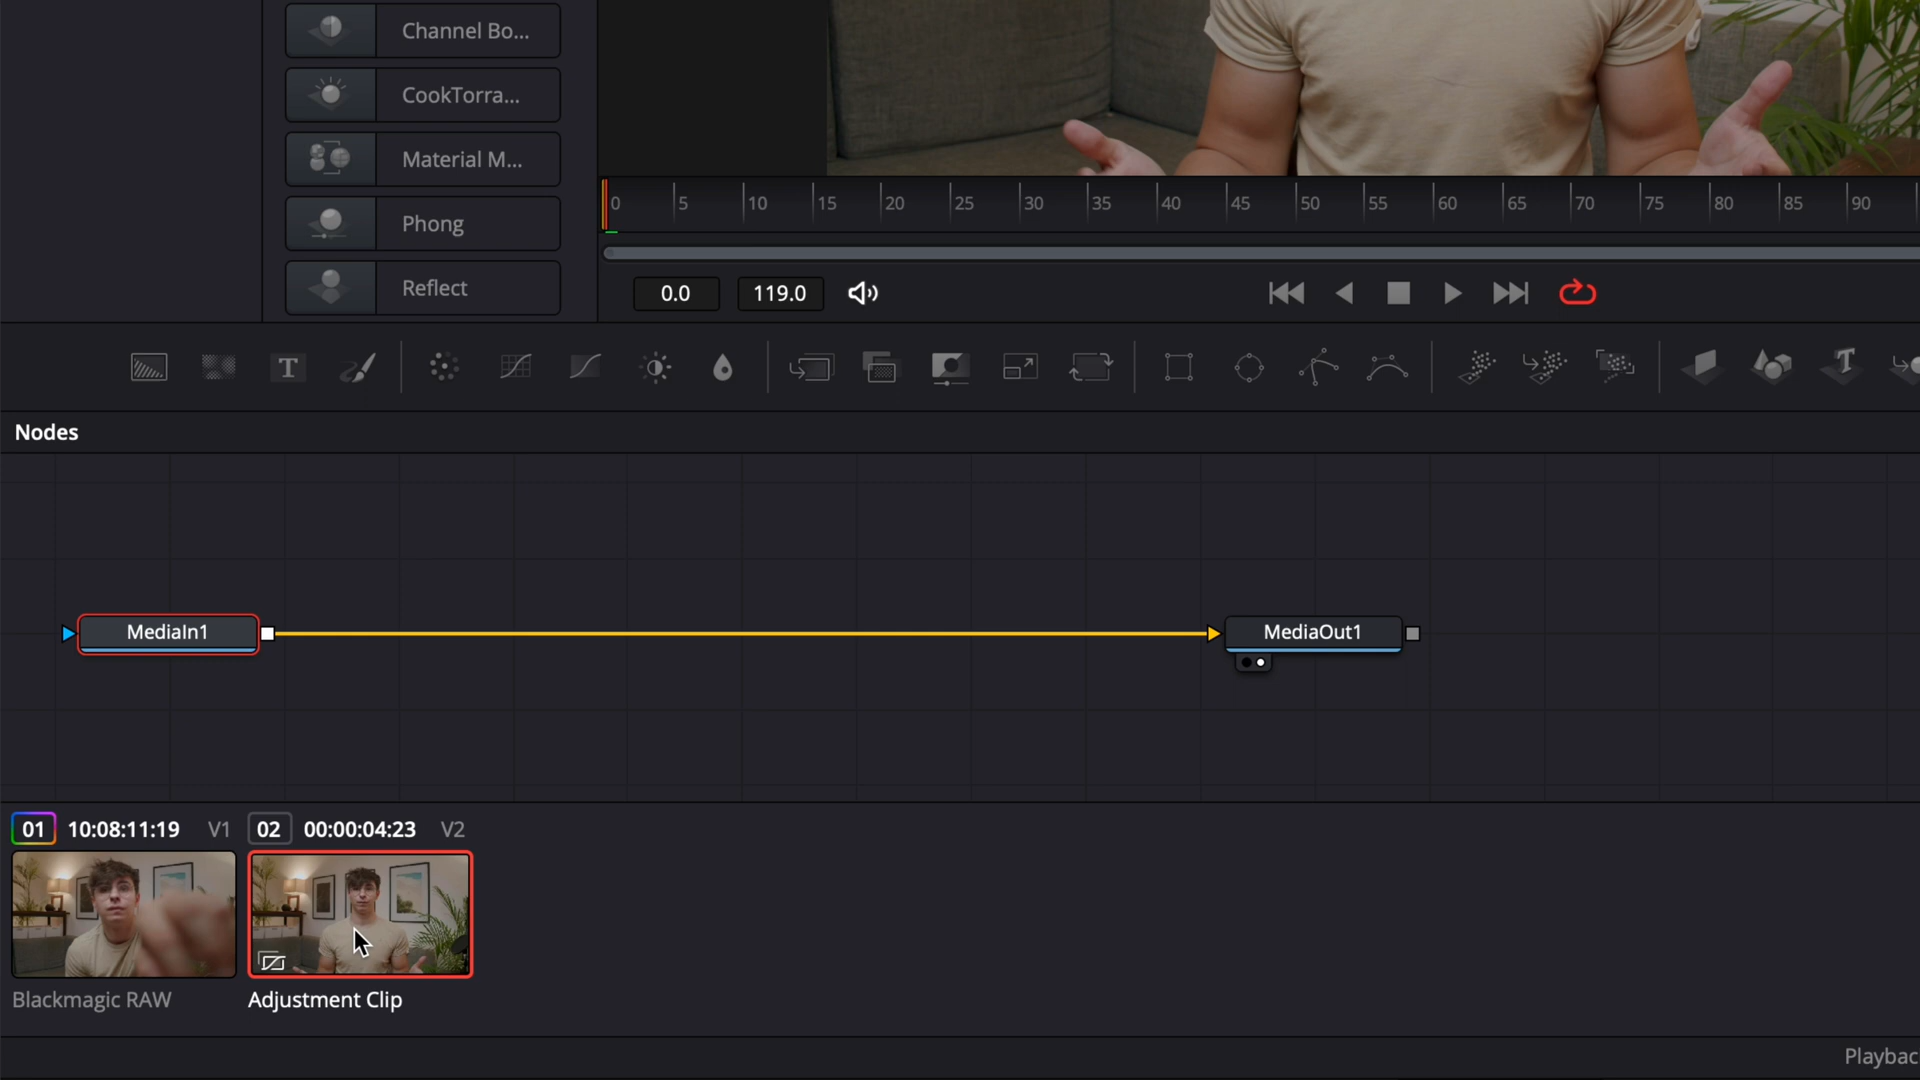 Channel Bo...
CookTorra...
Material M...
Phong
Reflect
0 5 10 15 20 25 30 35 40 45 50 55 60 65 70 75 80 85 90
0.0 119.0
T
Nodes
MediaIn1
MediaOut1
01 10:08:11:19 V1 02 00:00:04:23 V2
Blackmagic RAW Adjustment Clip
Playbac